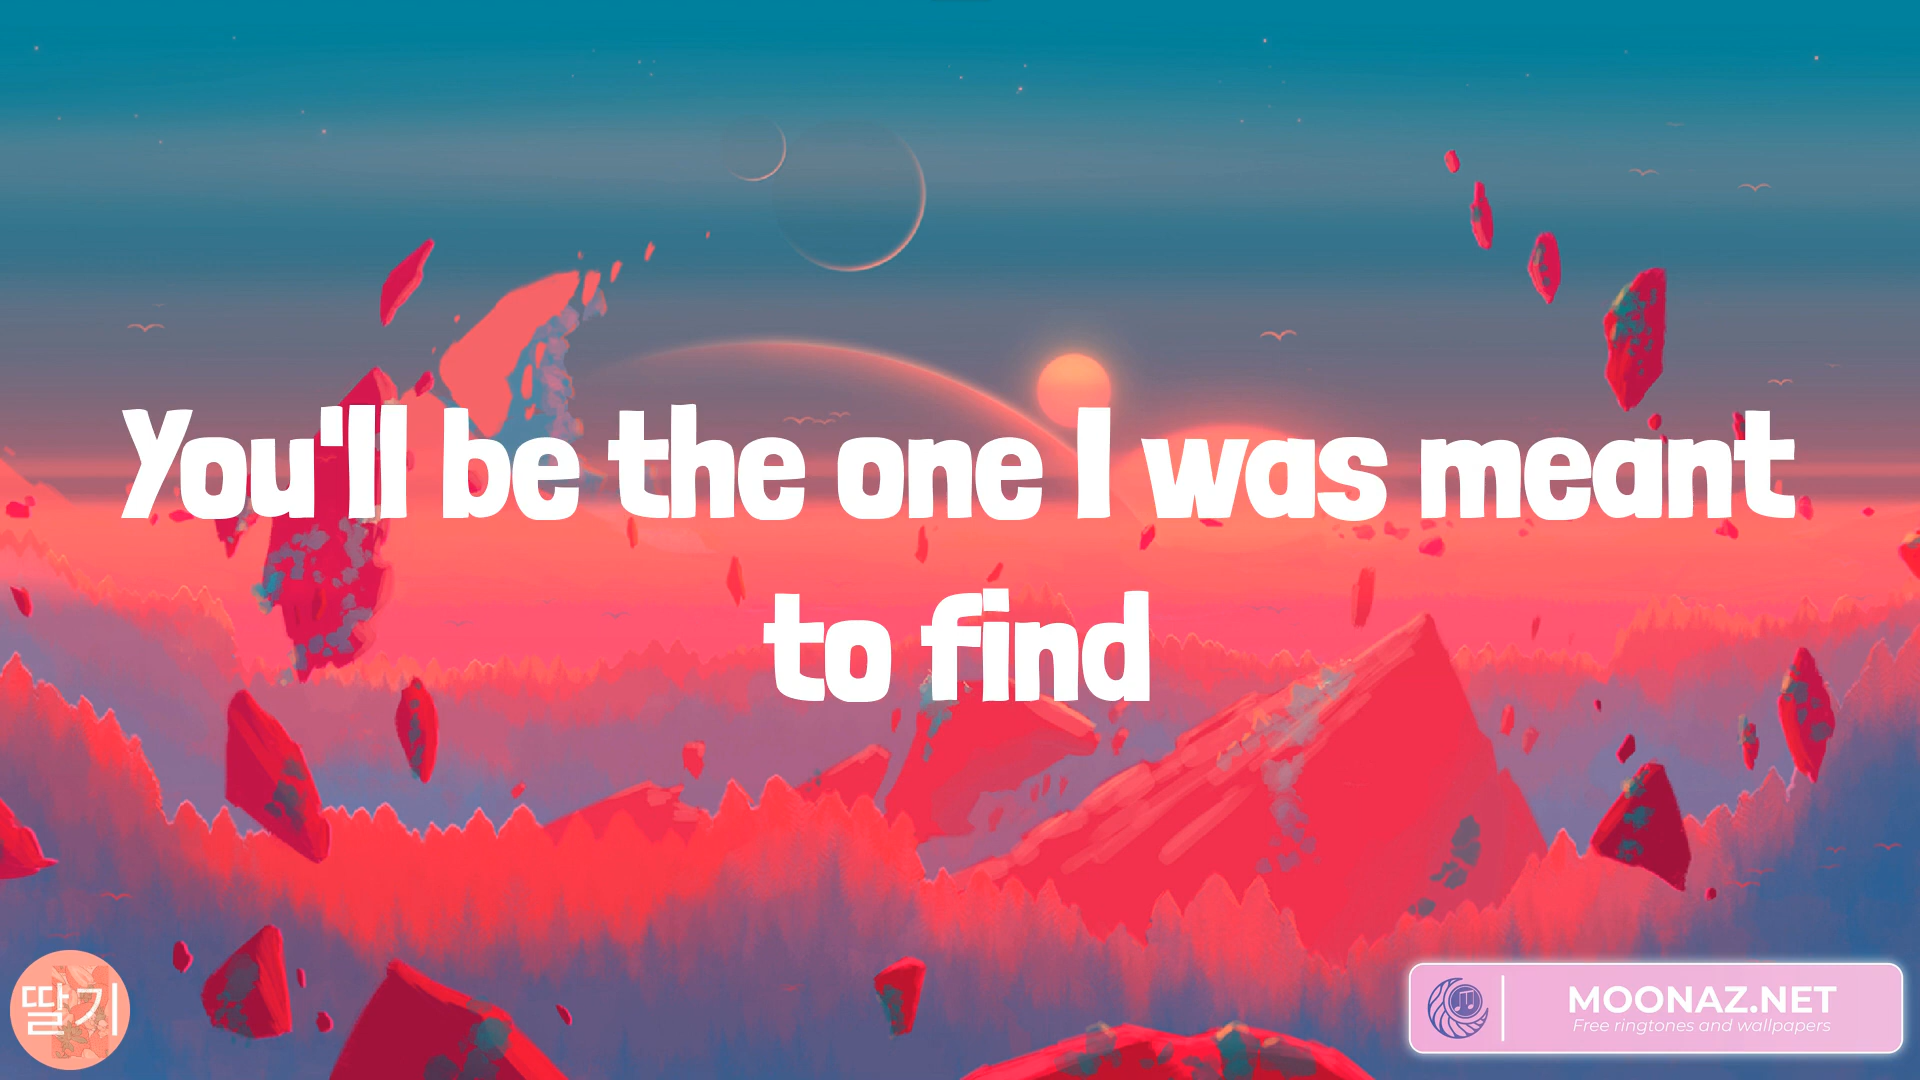 You'll be the one I was meant
to find
딸기
MOONAZ.NET
Free ringtones and wallpapers